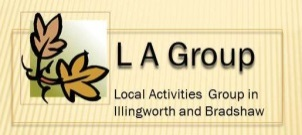 L A Group
Local Activities Group in
Illingworth and Bradshaw